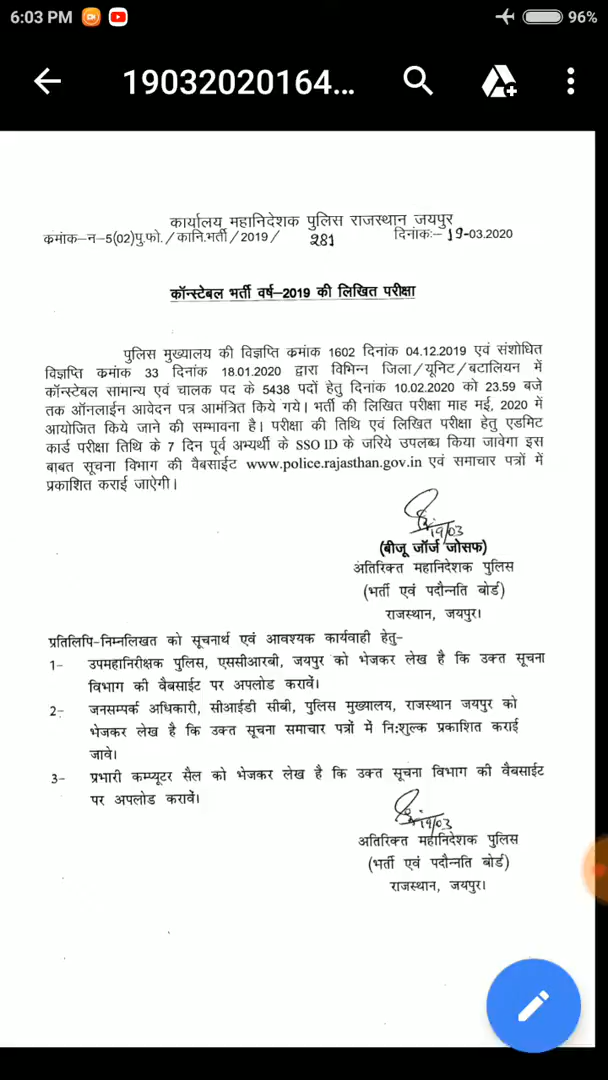 6:03 PM
96%
19032020164...
कार्यालय महानिदेशक पुलिस राजस्थान जयपुर
क्रमांक-न-5(02)पु.फो./कानि.भर्ती/2019/ 281 दिनांकः- 19-03.2020
कॉन्स्टेबल भर्ती वर्ष-2019 की लिखित परीक्षा
पुलिस मुख्यालय की विज्ञप्ति क्रमांक 1602 दिनांक 04.12.2019 एवं संशोधित
विज्ञप्ति क्रमांक 33 दिनांक 18.01.2020 द्वारा विभिन्न जिला/यूनिट/बटालियन में
कॉन्स्टेबल सामान्य एवं चालक पद के 5438 पदों हेतु दिनांक 10.02.2020 को 23.59 बजे
तक ऑनलाईन आवेदन पत्र आमंत्रित किये गये। भर्ती की लिखित परीक्षा माह मई, 2020 में
आयोजित किये जाने की सम्भावना है। परीक्षा की तिथि एवं लिखित परीक्षा हेतु एडमिट
कार्ड परीक्षा तिथि के 7 दिन पूर्व अभ्यर्थी के SSO ID के जरिये उपलब्ध किया जावेगा इस
बाबत सूचना विभाग की वैबसाईट www.police.rajasthan.gov.in एवं समाचार पत्रों में
प्रकाशित कराई जाऐगी।
19/03
(बीजू जॉर्ज जोसफ)
अतिरिक्त महानिदेशक पुलिस
(भर्ती एवं पदौन्नति बोर्ड)
राजस्थान, जयपुर।
प्रतिलिपि-निम्नलिखत को सूचनार्थ एवं आवश्यक कार्यवाही हेतु-
1- उपमहानिरीक्षक पुलिस, एससीआरबी, जयपुर को भेजकर लेख है कि उक्त सूचना
विभाग की वैबसाईट पर अपलोड करावें।
2- जनसम्पर्क अधिकारी, सीआईडी सीबी, पुलिस मुख्यालय, राजस्थान जयपुर को
भेजकर लेख है कि उक्त सूचना समाचार पत्रों में निःशुल्क प्रकाशित कराई
जावे।
3- प्रभारी कम्प्यूटर सैल को भेजकर लेख है कि उक्त सूचना विभाग की वैबसाईट
पर अपलोड करावें।
19/03
अतिरिक्त महानिदेशक पुलिस
(भर्ती एवं पदौन्नति बोर्ड)
राजस्थान, जयपुर।